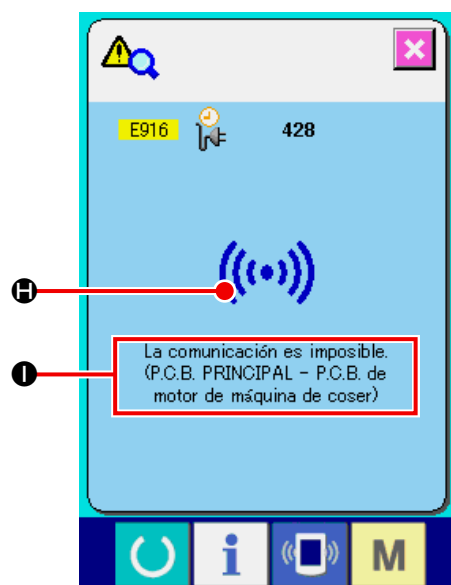 E916 428
H
La comunicación es imposible.
I
(P.C.B. PRINCIPAL - P.C.B. de
motor de máquina de coser)
i M